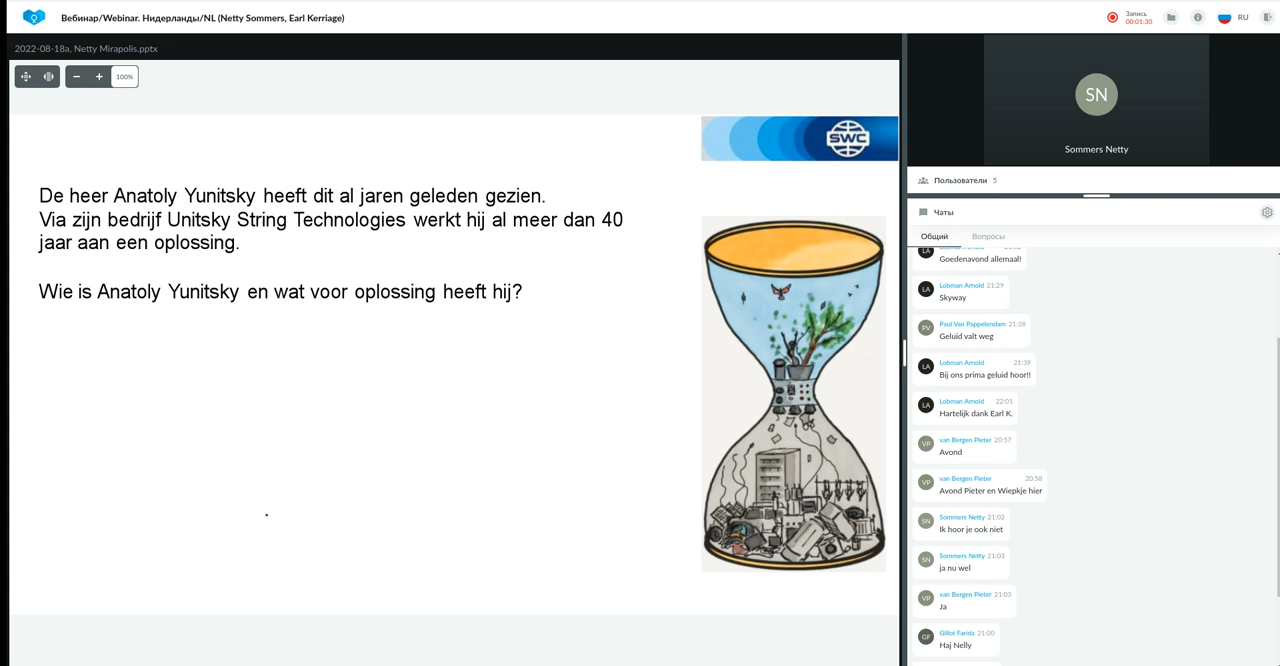 Вебинар/Webinar. Нидерланды/NL (Netty Sommers, Earl Kerriage)
Запись
00:01:30
RU
2022-08-18a, Netty Mirapolis.pptx
100%
SWC
De heer Anatoly Yunitsky heeft dit al jaren geleden gezien.
Via zijn bedrijf Unitsky String Technologies werkt hij al meer dan 40
jaar aan een oplossing.
Wie is Anatoly Yunitsky en wat voor oplossing heeft hij?
SN
Sommers Netty
Пользователи 5
Чаты
Общий Вопросы
LA
Goedenavond allemaal!
LA Lobman Arnold 21:29
Skyway
PV Paul Van Pappelendam 21:38
Geluid valt weg
LA Lobman Arnold 21:39
Bij ons prima geluid hoor!!
LA Lobman Arnold 22:01
Hartelijk dank Earl K.
VP van Bergen Pieter 20:57
Avond
VP van Bergen Pieter 20:58
Avond Pieter en Wiepkje hier
SN Sommers Netty 21:02
Ik hoor je ook niet
SN Sommers Netty 21:03
ja nu wel
VP van Bergen Pieter 21:03
Ja
GF Gillot Farida 21:00
Haj Nelly